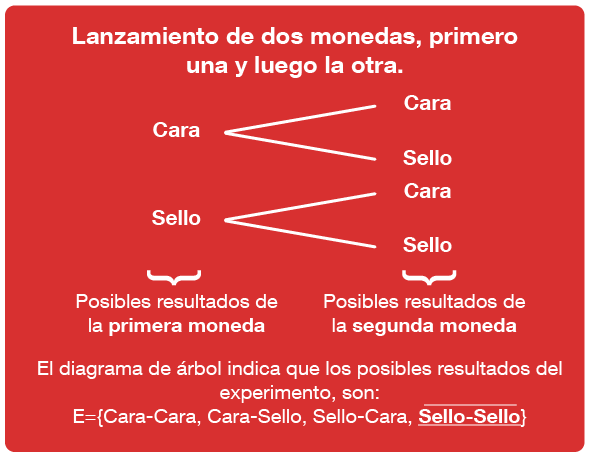 Lanzamiento de dos monedas, primero
una y luego la otra.
Cara
Cara
Sello
Sello
Cara
Sello
Posibles resultados de
la primera moneda
Posibles resultados de
la segunda moneda
El diagrama de árbol indica que los posibles resultados del
experimento, son:
E={Cara-Cara, Cara-Sello, Sello-Cara, Sello-Sello}